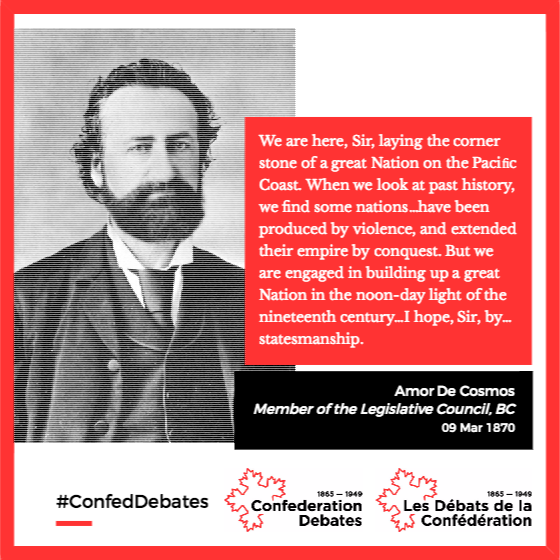 We are here, Sir, laying the corner
stone of a great Nation on the Pacific
Coast. When we look at past history,
we find some nations...have been
produced by violence, and extended
their empire by conquest. But we
are engaged in building up a great
Nation in the noon-day light of the
nineteenth century...I hope, Sir, by...
statesmanship.
Amor De Cosmos
Member of the Legislative Council, BC
09 Mar 1870
#ConfedDebates
1865 — 1949
Confederation
Debates
1865 — 1949
Les Débats de la
Confédération